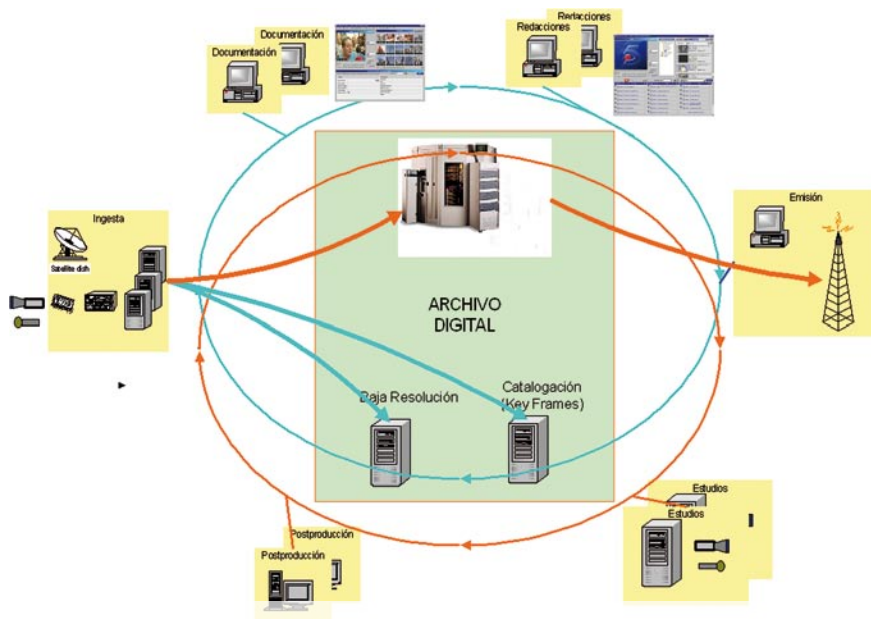 Documentación
Documentación
Redacciones
Redacciones
Ingesta
Satellite dish
Emisión
ARCHIVO
DIGITAL
Baja Resolución
Catalogación
(Key Frames)
Estudios
Estudios
Postproducción
Postproducción